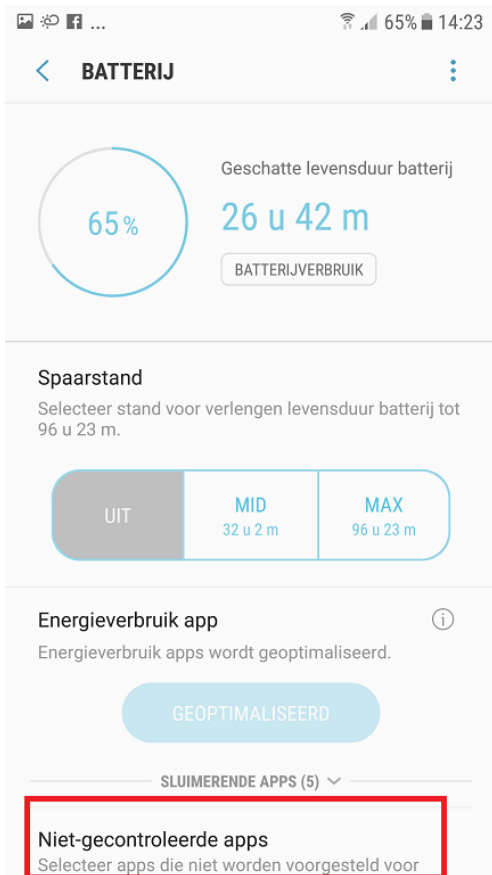 65% 14:23
BATTERIJ
Geschatte levensduur batterij
65%
26 u 42 m
BATTERIJVERBRUIK
Spaarstand
Selecteer stand voor verlengen levensduur batterij tot
96 u 23 m.
UIT
MID
32 u 2 m
MAX
96 u 23 m
Energieverbruik app
Energieverbruik apps wordt geoptimaliseerd.
GEOPTIMALISEERD
SLUIMERENDE APPS (5)
Niet-gecontroleerde apps
Selecteer apps die niet worden voorgesteld voor